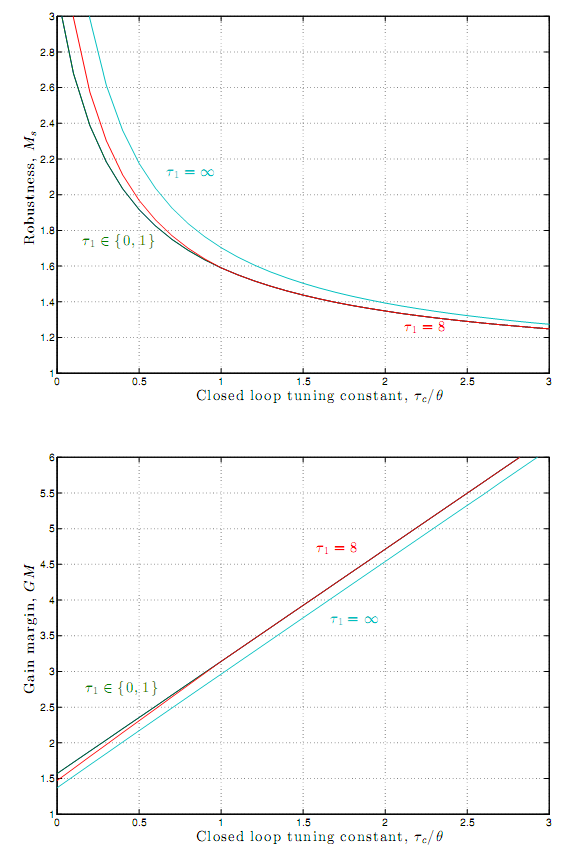 3
2.8
2.6
2.4
2.2
2
1.8
1.6
1.4
1.2
1
Robustness, M_s
τ₁ = ∞
τ₁ ∈ {0, 1}
τ₁ = 8
0 0.5 1 1.5 2 2.5 3
Closed loop tuning constant, τ_c/θ
6
5.5
5
4.5
4
3.5
3
2.5
2
1.5
1
Gain margin, GM
τ₁ = 8
τ₁ = ∞
τ₁ ∈ {0, 1}
0 0.5 1 1.5 2 2.5 3
Closed loop tuning constant, τ_c/θ